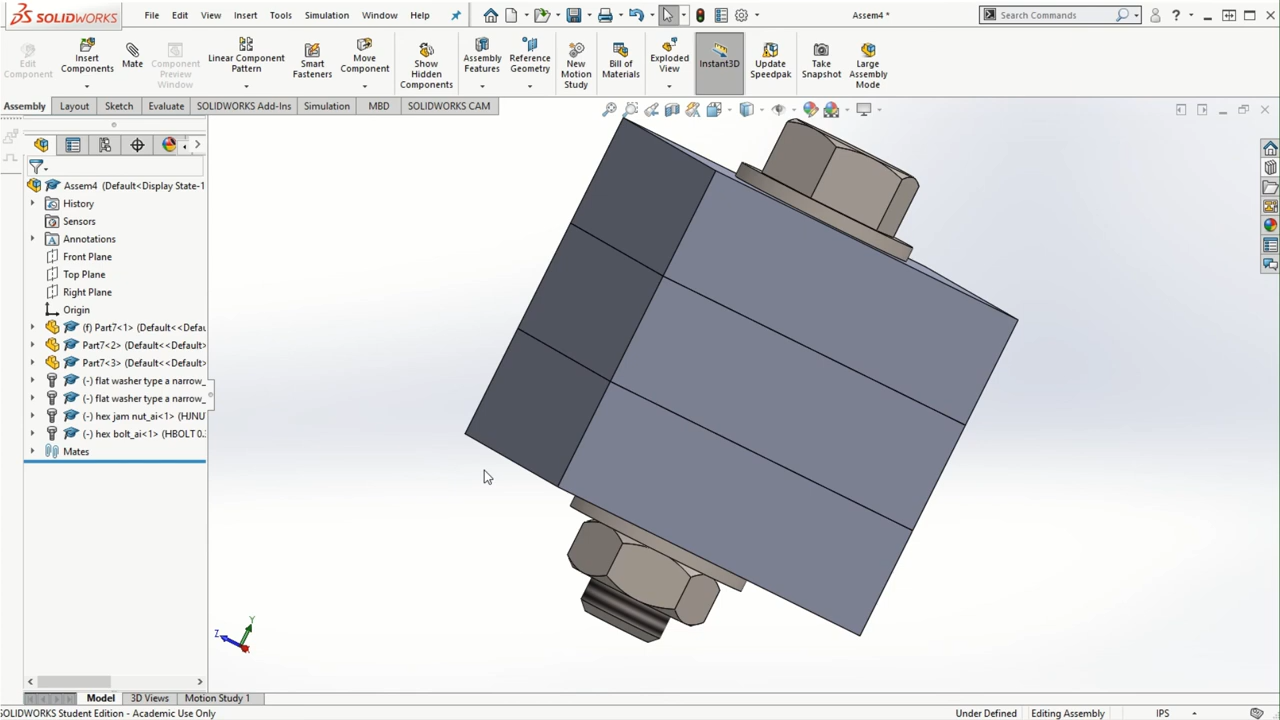 SOLIDWORKS
File Edit View Insert Tools Simulation Window Help
Assem4 *
Search Commands
Edit Component
Insert Components
Mate
Component Preview Window
Linear Component Pattern
Smart Fasteners
Move Component
Show Hidden Components
Assembly Features
Reference Geometry
New Motion Study
Bill of Materials
Exploded View
Instant3D
Update Speedpak
Take Snapshot
Large Assembly Mode
Assembly Layout Sketch Evaluate SOLIDWORKS Add-Ins Simulation MBD SOLIDWORKS CAM
Assem4 (Default<Display State-1
History
Sensors
Annotations
Front Plane
Top Plane
Right Plane
Origin
(f) Part7<1> (Default<<Defau
Part7<2> (Default<<Default>
Part7<3> (Default<<Default>
(-) flat washer type a narrow_
(-) flat washer type a narrow_
(-) hex jam nut_ai<1> (HJNU
(-) hex bolt_ai<1> (HBOLT 0.
Mates
Y
Z
Model 3D Views Motion Study 1
SOLIDWORKS Student Edition - Academic Use Only
Under Defined Editing Assembly IPS